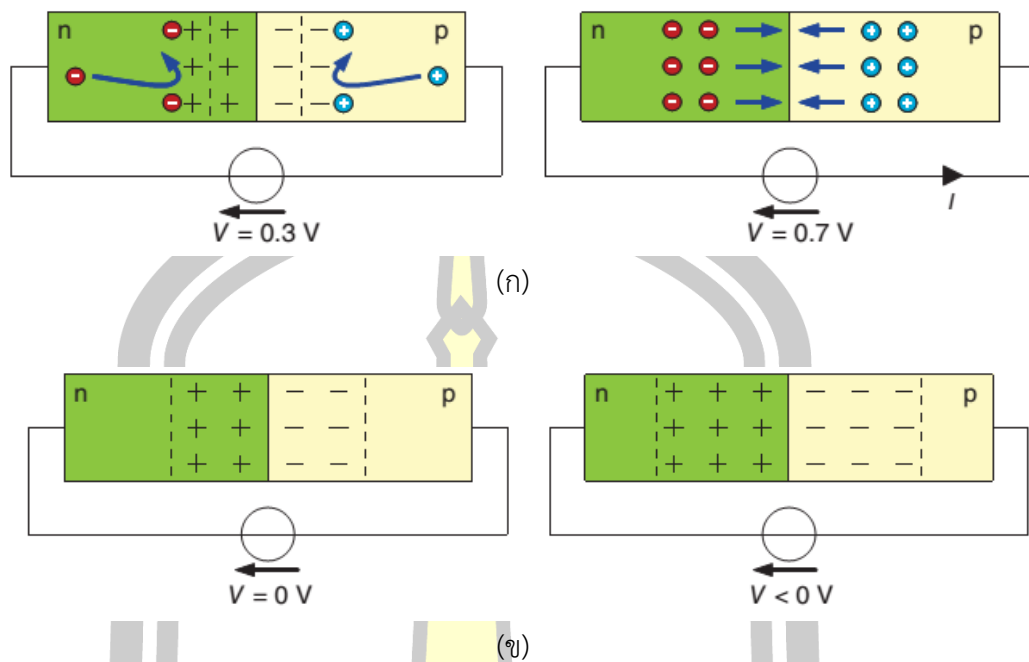 n p n p
I
V = 0.3 V V = 0.7 V
(ก)
n p n p
V = 0 V V < 0 V
(ข)